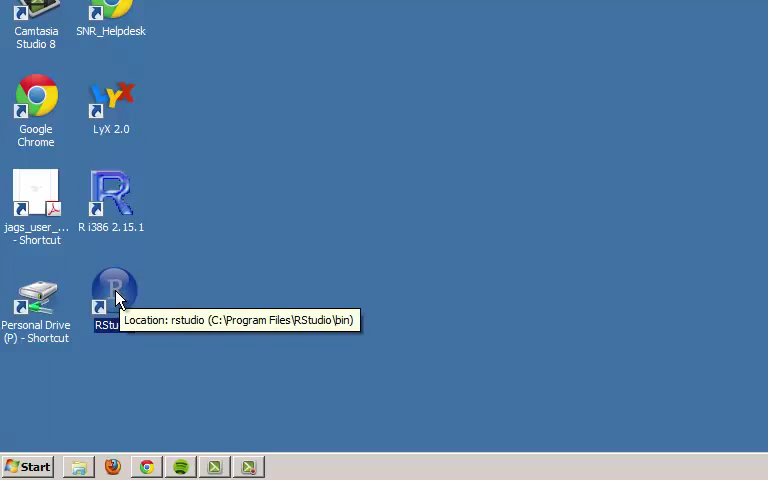 Camtasia
Studio 8
SNR_Helpdesk
Google
Chrome
LyX
LyX 2.0
R
jags_user_...
- Shortcut
R i386 2.15.1
R
Personal Drive
(P) - Shortcut
RStu
Location: rstudio (C:\Program Files\RStudio\bin)
Start